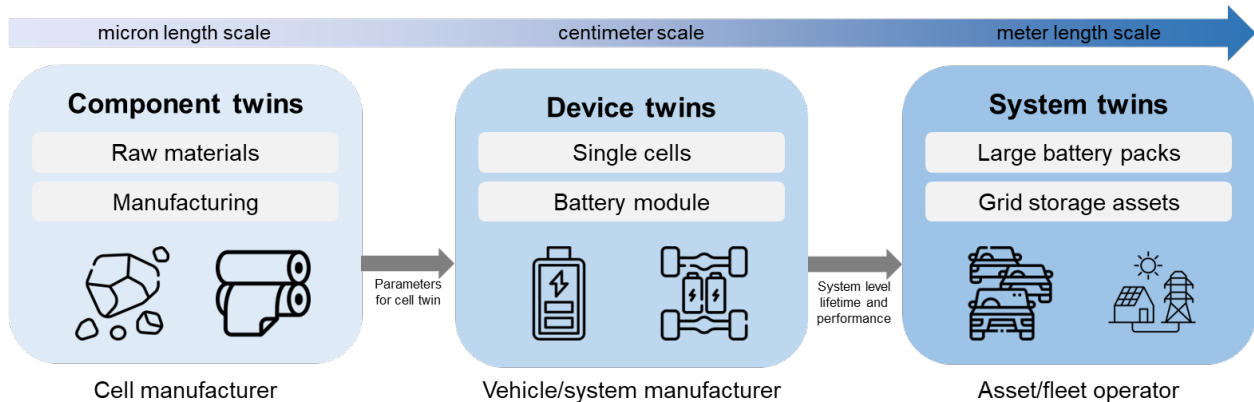 micron length scale
centimeter scale
meter length scale
Component twins
Raw materials
Manufacturing
Parameters
for cell twin
Device twins
Single cells
Battery module
System level
lifetime and
performance
System twins
Large battery packs
Grid storage assets
Cell manufacturer
Vehicle/system manufacturer
Asset/fleet operator